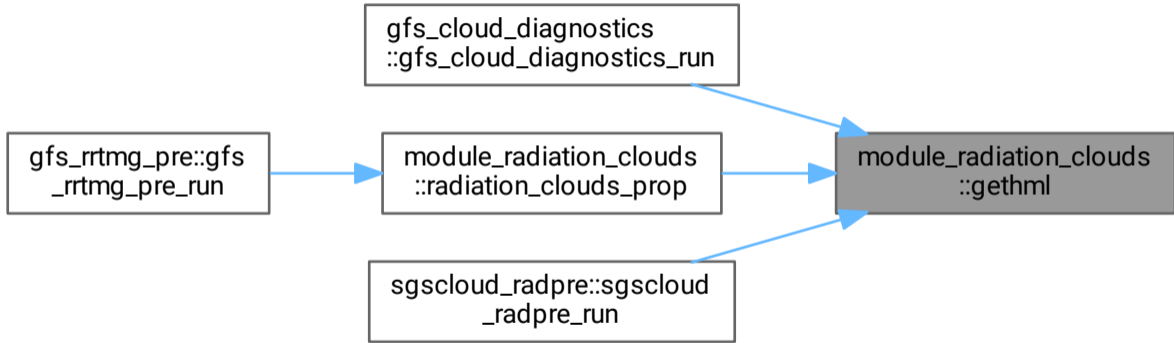 gfs_cloud_diagnostics
::gfs_cloud_diagnostics_run
gfs_rrtmg_pre::gfs
_rrtmg_pre_run
module_radiation_clouds
::radiation_clouds_prop
module_radiation_clouds
::gethml
sgscloud_radpre::sgscloud
_radpre_run